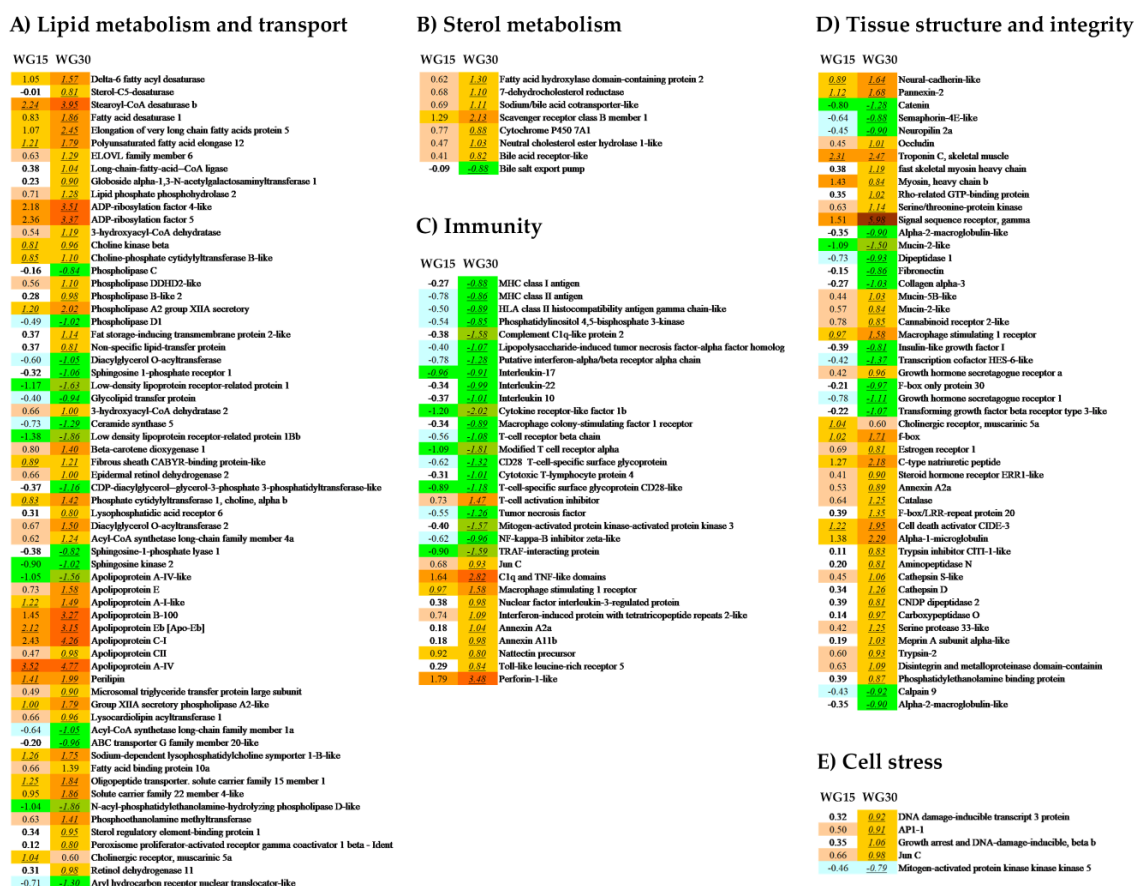 A) Lipid metabolism and transport
WG15 WG30
1.05 1.57 Delta-6 fatty acyl desaturase
-0.01 0.81 Sterol-C5-desaturase
2.24 3.95 Stearoyl-CoA desaturase b
0.83 1.86 Fatty acid desaturase 1
1.07 2.45 Elongation of very long chain fatty acids protein 5
1.21 1.79 Polyunsaturated fatty acid elongase 12
0.63 1.29 ELOVL family member 6
0.38 1.04 Long-chain-fatty-acid--CoA ligase
0.23 0.90 Globoside alpha-1,3-N-acetylgalactosaminyltransferase 1
0.71 1.28 Lipid phosphate phosphohydrolase 2
2.18 3.51 ADP-ribosylation factor 4-like
2.36 3.37 ADP-ribosylation factor 5
0.54 1.19 3-hydroxyacyl-CoA dehydratase
0.81 0.96 Choline kinase beta
0.85 1.10 Choline-phosphate cytidylyltransferase B-like
-0.16 -0.84 Phospholipase C
0.56 1.10 Phospholipase DDHD2-like
0.28 0.98 Phospholipase B-like 2
1.20 2.02 Phospholipase A2 group XIIA secretory
-0.49 -1.02 Phospholipase D1
0.37 1.14 Fat storage-inducing transmembrane protein 2-like
0.37 0.81 Non-specific lipid-transfer protein
-0.60 -1.05 Diacylglycerol O-acyltransferase
-0.32 -1.06 Sphingosine 1-phosphate receptor 1
-1.17 -1.63 Low-density lipoprotein receptor-related protein 1
-0.40 -0.94 Glycolipid transfer protein
0.66 1.00 3-hydroxyacyl-CoA dehydratase 2
-0.73 -1.29 Ceramide synthase 5
-1.38 -1.86 Low density lipoprotein receptor-related protein 1Bb
0.80 1.40 Beta-carotene dioxygenase 1
0.89 1.21 Fibrous sheath CABYR-binding protein-like
0.66 1.00 Epidermal retinol dehydrogenase 2
-0.37 -1.16 CDP-diacylglycerol--glycerol-3-phosphate 3-phosphatidyltransferase-like
0.83 1.42 Phosphate cytidylyltransferase 1, choline, alpha b
0.31 0.80 Lysophosphatidic acid receptor 6
0.67 1.50 Diacylglycerol O-acyltransferase 2
0.62 1.24 Acyl-CoA synthetase long-chain family member 4a
-0.38 -0.82 Sphingosine-1-phosphate lyase 1
-0.90 -1.02 Sphingosine kinase 2
-1.05 -1.56 Apolipoprotein A-IV-like
0.73 1.58 Apolipoprotein E
1.22 1.49 Apolipoprotein A-I-like
1.45 3.27 Apolipoprotein B-100
2.12 3.15 Apolipoprotein Eb [Apo-Eb]
2.43 4.26 Apolipoprotein C-I
0.47 0.98 Apolipoprotein CII
3.52 4.77 Apolipoprotein A-IV
1.41 1.99 Perilipin
0.49 0.90 Microsomal triglyceride transfer protein large subunit
1.00 1.79 Group XIIA secretory phospholipase A2-like
0.66 0.96 Lysocardiolipin acyltransferase 1
-0.64 -1.05 Acyl-CoA synthetase long-chain family member 1a
-0.20 -0.96 ABC transporter G family member 20-like
1.26 1.75 Sodium-dependent lysophosphatidylcholine symporter 1-B-like
0.66 1.39 Fatty acid binding protein 10a
1.25 1.84 Oligopeptide transporter. solute carrier family 15 member 1
0.95 1.86 Solute carrier family 22 member 4-like
-1.04 -1.86 N-acyl-phosphatidylethanolamine-hydrolyzing phospholipase D-like
0.63 1.41 Phosphoethanolamine methyltransferase
0.34 0.95 Sterol regulatory element-binding protein 1
0.12 0.80 Peroxisome proliferator-activated receptor gamma coactivator 1 beta - Ident
1.04 0.60 Cholinergic receptor, muscarinic 5a
0.31 0.98 Retinol dehydrogenase 11
-0.71 -1.30 Aryl hydrocarbon receptor nuclear translocator-like
B) Sterol metabolism
WG15 WG30
0.62 1.30 Fatty acid hydroxylase domain-containing protein 2
0.68 1.10 7-dehydrocholesterol reductase
0.69 1.11 Sodium/bile acid cotransporter-like
1.29 2.13 Scavenger receptor class B member 1
0.77 0.88 Cytochrome P450 7A1
0.47 1.03 Neutral cholesterol ester hydrolase 1-like
0.41 0.82 Bile acid receptor-like
-0.09 -0.88 Bile salt export pump
C) Immunity
WG15 WG30
-0.27 -0.88 MHC class I antigen
-0.78 -0.86 MHC class II antigen
-0.50 -0.89 HLA class II histocompatibility antigen gamma chain-like
-0.54 -0.85 Phosphatidylinositol 4,5-bisphosphate 3-kinase
-0.38 -1.58 Complement C1q-like protein 2
-0.40 -1.07 Lipopolysaccharide-induced tumor necrosis factor-alpha factor homolog
-0.78 -1.28 Putative interferon-alpha/beta receptor alpha chain
-0.96 -0.91 Interleukin-17
-0.34 -0.99 Interleukin-22
-0.37 -1.01 Interleukin 10
-1.20 -2.02 Cytokine receptor-like factor 1b
-0.34 -0.89 Macrophage colony-stimulating factor 1 receptor
-0.56 -1.08 T-cell receptor beta chain
-1.09 -1.81 Modified T cell receptor alpha
-0.62 -1.32 CD28 T-cell-specific surface glycoprotein
-0.31 -1.01 Cytotoxic T-lymphocyte protein 4
-0.89 -1.18 T-cell-specific surface glycoprotein CD28-like
0.73 1.47 T-cell activation inhibitor
-0.55 -1.26 Tumor necrosis factor
-0.40 -1.57 Mitogen-activated protein kinase-activated protein kinase 3
-0.62 -0.96 NF-kappa-B inhibitor zeta-like
-0.90 -1.59 TRAF-interacting protein
0.68 0.93 Jun C
1.64 2.82 C1q and TNF-like domains
0.97 1.58 Macrophage stimulating 1 receptor
0.38 0.98 Nuclear factor interleukin-3-regulated protein
0.74 1.09 Interferon-induced protein with tetratricopeptide repeats 2-like
0.18 1.04 Annexin A2a
0.18 0.98 Annexin A11b
0.92 0.80 Nattectin precursor
0.29 0.84 Toll-like leucine-rich receptor 5
1.79 3.48 Perforin-1-like
D) Tissue structure and integrity
WG15 WG30
0.89 1.64 Neural-cadherin-like
1.12 1.68 Pannexin-2
-0.80 -1.28 Catenin
-0.64 -0.88 Semaphorin-4E-like
-0.45 -0.90 Neuropilin 2a
0.45 1.01 Occludin
2.31 2.47 Troponin C, skeletal muscle
0.38 1.19 fast skeletal myosin heavy chain
1.43 0.84 Myosin, heavy chain b
0.35 1.02 Rho-related GTP-binding protein
0.63 1.14 Serine/threonine-protein kinase
1.51 5.98 Signal sequence receptor, gamma
-0.35 -0.90 Alpha-2-macroglobulin-like
-1.09 -1.50 Mucin-2-like
-0.73 -0.93 Dipeptidase 1
-0.15 -0.86 Fibronectin
-0.27 -1.03 Collagen alpha-3
0.44 1.03 Mucin-5B-like
0.57 0.84 Mucin-2-like
0.78 0.85 Cannabinoid receptor 2-like
0.97 1.58 Macrophage stimulating 1 receptor
-0.39 -0.81 Insulin-like growth factor I
-0.42 -1.37 Transcription cofactor HES-6-like
0.42 0.96 Growth hormone secretagogue receptor a
-0.21 -0.97 F-box only protein 30
-0.78 -1.11 Growth hormone secretagogue receptor 1
-0.22 -1.07 Transforming growth factor beta receptor type 3-like
1.04 0.60 Cholinergic receptor, muscarinic 5a
1.02 1.71 f-box
0.69 0.81 Estrogen receptor 1
1.27 2.18 C-type natriuretic peptide
0.41 0.90 Steroid hormone receptor ERR1-like
0.53 0.89 Annexin A2a
0.64 1.25 Catalase
0.39 1.35 F-box/LRR-repeat protein 20
1.22 1.95 Cell death activator CIDE-3
1.38 2.29 Alpha-1-microglobulin
0.11 0.83 Trypsin inhibitor CITI-1-like
0.20 0.81 Aminopeptidase N
0.45 1.06 Cathepsin S-like
0.34 1.26 Cathepsin D
0.39 0.81 CNDP dipeptidase 2
0.14 0.97 Carboxypeptidase O
0.42 1.25 Serine protease 33-like
0.19 1.03 Meprin A subunit alpha-like
0.60 0.93 Trypsin-2
0.63 1.09 Disintegrin and metalloproteinase domain-containin
0.39 0.87 Phosphatidylethanolamine binding protein
-0.43 -0.92 Calpain 9
-0.35 -0.90 Alpha-2-macroglobulin-like
E) Cell stress
WG15 WG30
0.32 0.92 DNA damage-inducible transcript 3 protein
0.50 0.91 AP1-1
0.35 1.06 Growth arrest and DNA-damage-inducible, beta b
0.66 0.98 Jun C
-0.46 -0.79 Mitogen-activated protein kinase kinase kinase 5